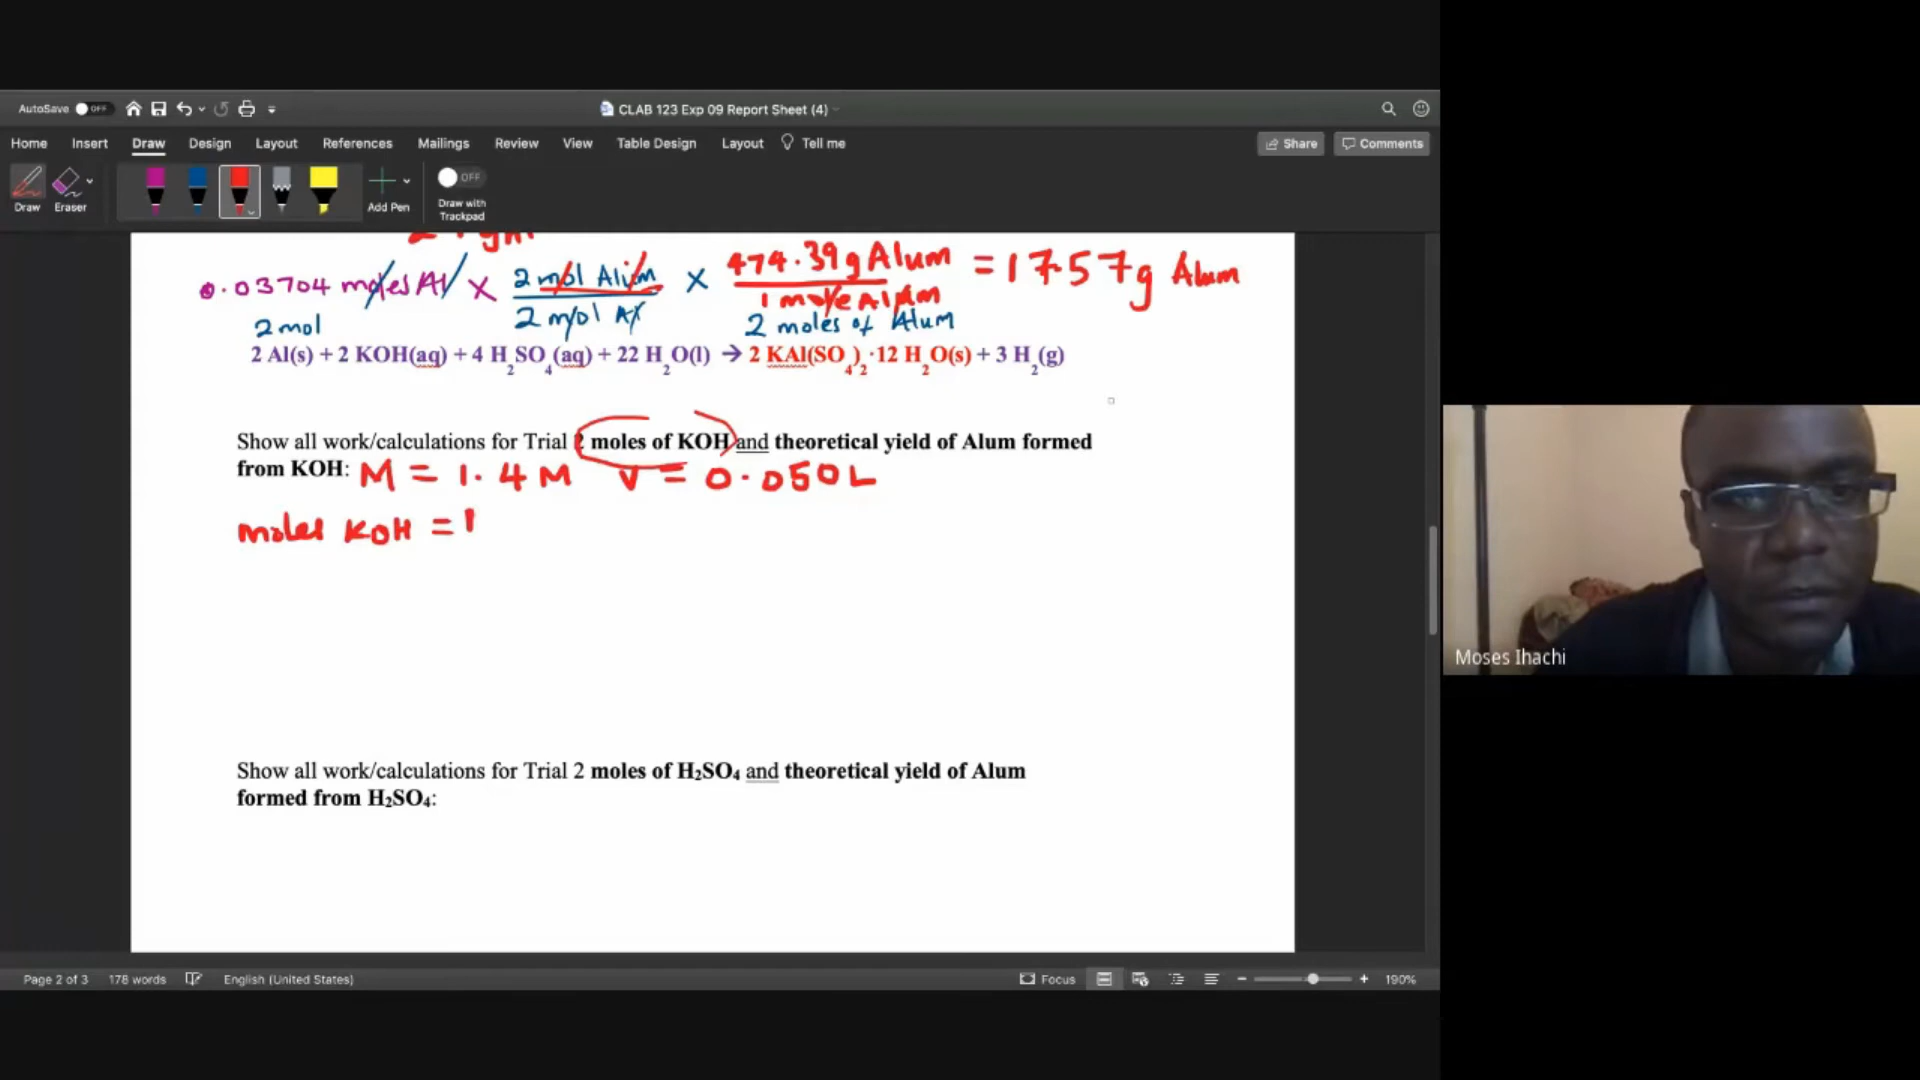 AutoSave OFF CLAB 123 Exp 09 Report Sheet (4)
Home Insert Draw Design Layout References Mailings Review View Table Design Layout Tell me Share Comments
Draw Eraser Add Pen OFF Draw with Trackpad
0.03704 moles Al X 2 mol Alum X 474.39g Alum = 17.57g Alum
2 mol Al 1 mole Alum
2 mol 2 moles of Alum
2 Al(s) + 2 KOH(aq) + 4 H2SO4(aq) + 22 H2O(l) → 2 KAl(SO4)2·12 H2O(s) + 3 H2(g)
Show all work/calculations for Trial 2 moles of KOH and theoretical yield of Alum formed
from KOH: M = 1.4 M V = 0.050L
moles KOH = 1
Show all work/calculations for Trial 2 moles of H₂SO₄ and theoretical yield of Alum
formed from H₂SO₄:
Moses Ihachi
Page 2 of 3 178 words English (United States) Focus 190%